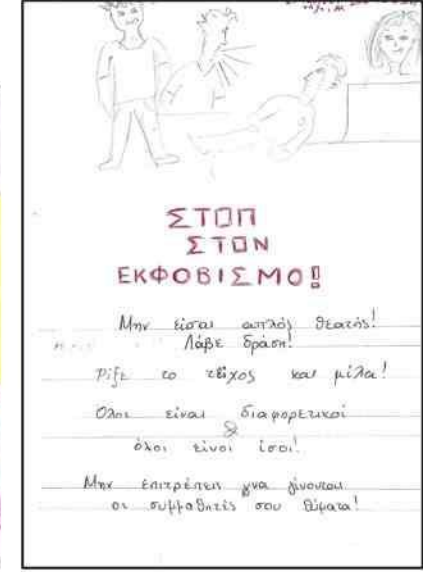 ΣΤΟΠ
ΣΤΟΝ
ΕΚΦΟΒΙΣΜΟ!
Μην είσαι απλός θεατής!
Λάβε δράση!
Ρίξε το τείχος και μίλα!
Όλοι είναι διαφορετικοί
&
όλοι είναι ίσοι!
Μην επιτρέπεις να γίνονται
οι συμμαθητές σου θύματα!